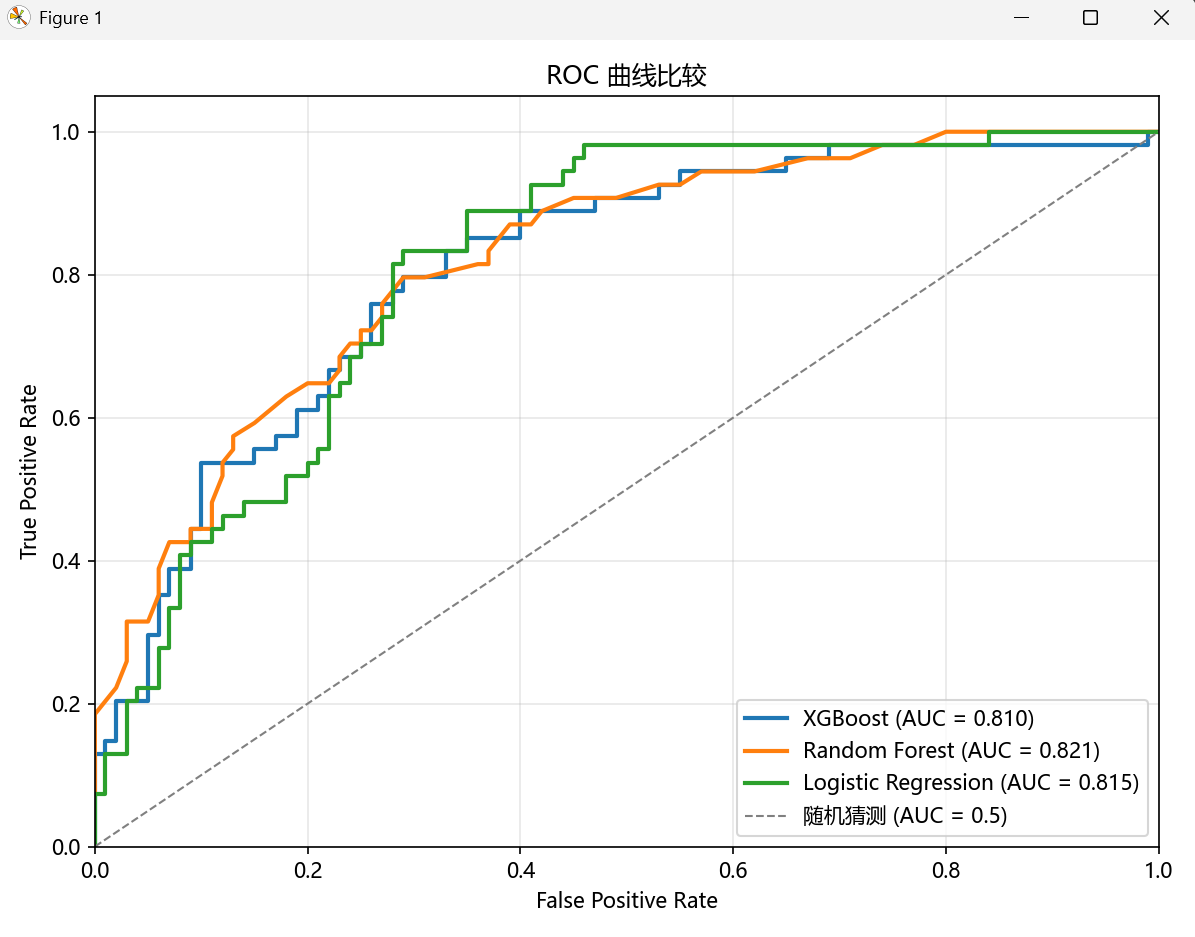 Figure 1
ROC 曲线比较
True Positive Rate
1.0
0.8
0.6
0.4
0.2
0.0
0.0 0.2 0.4 0.6 0.8 1.0
False Positive Rate
XGBoost (AUC = 0.810)
Random Forest (AUC = 0.821)
Logistic Regression (AUC = 0.815)
随机猜测 (AUC = 0.5)